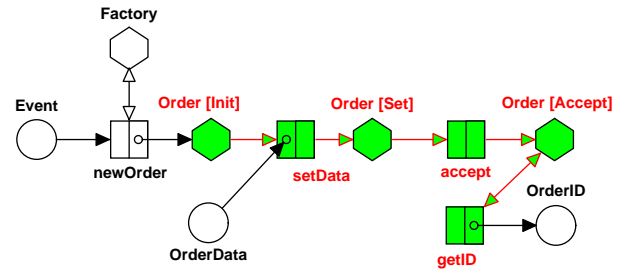 Factory
Event
Order [Init]
Order [Set]
Order [Accept]
newOrder
setData
accept
OrderID
OrderData
getID